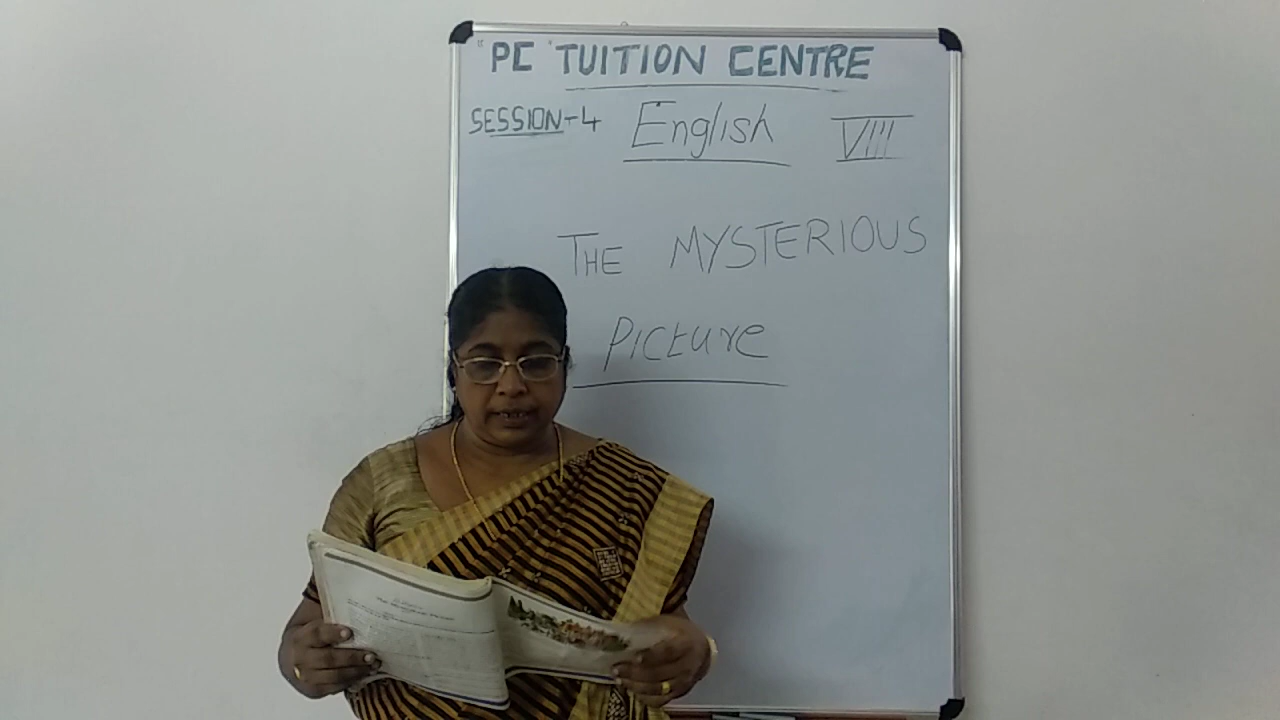 "PC TUITION CENTRE
SESSION-4 English VIII
THE MYSTERIOUS
Picture